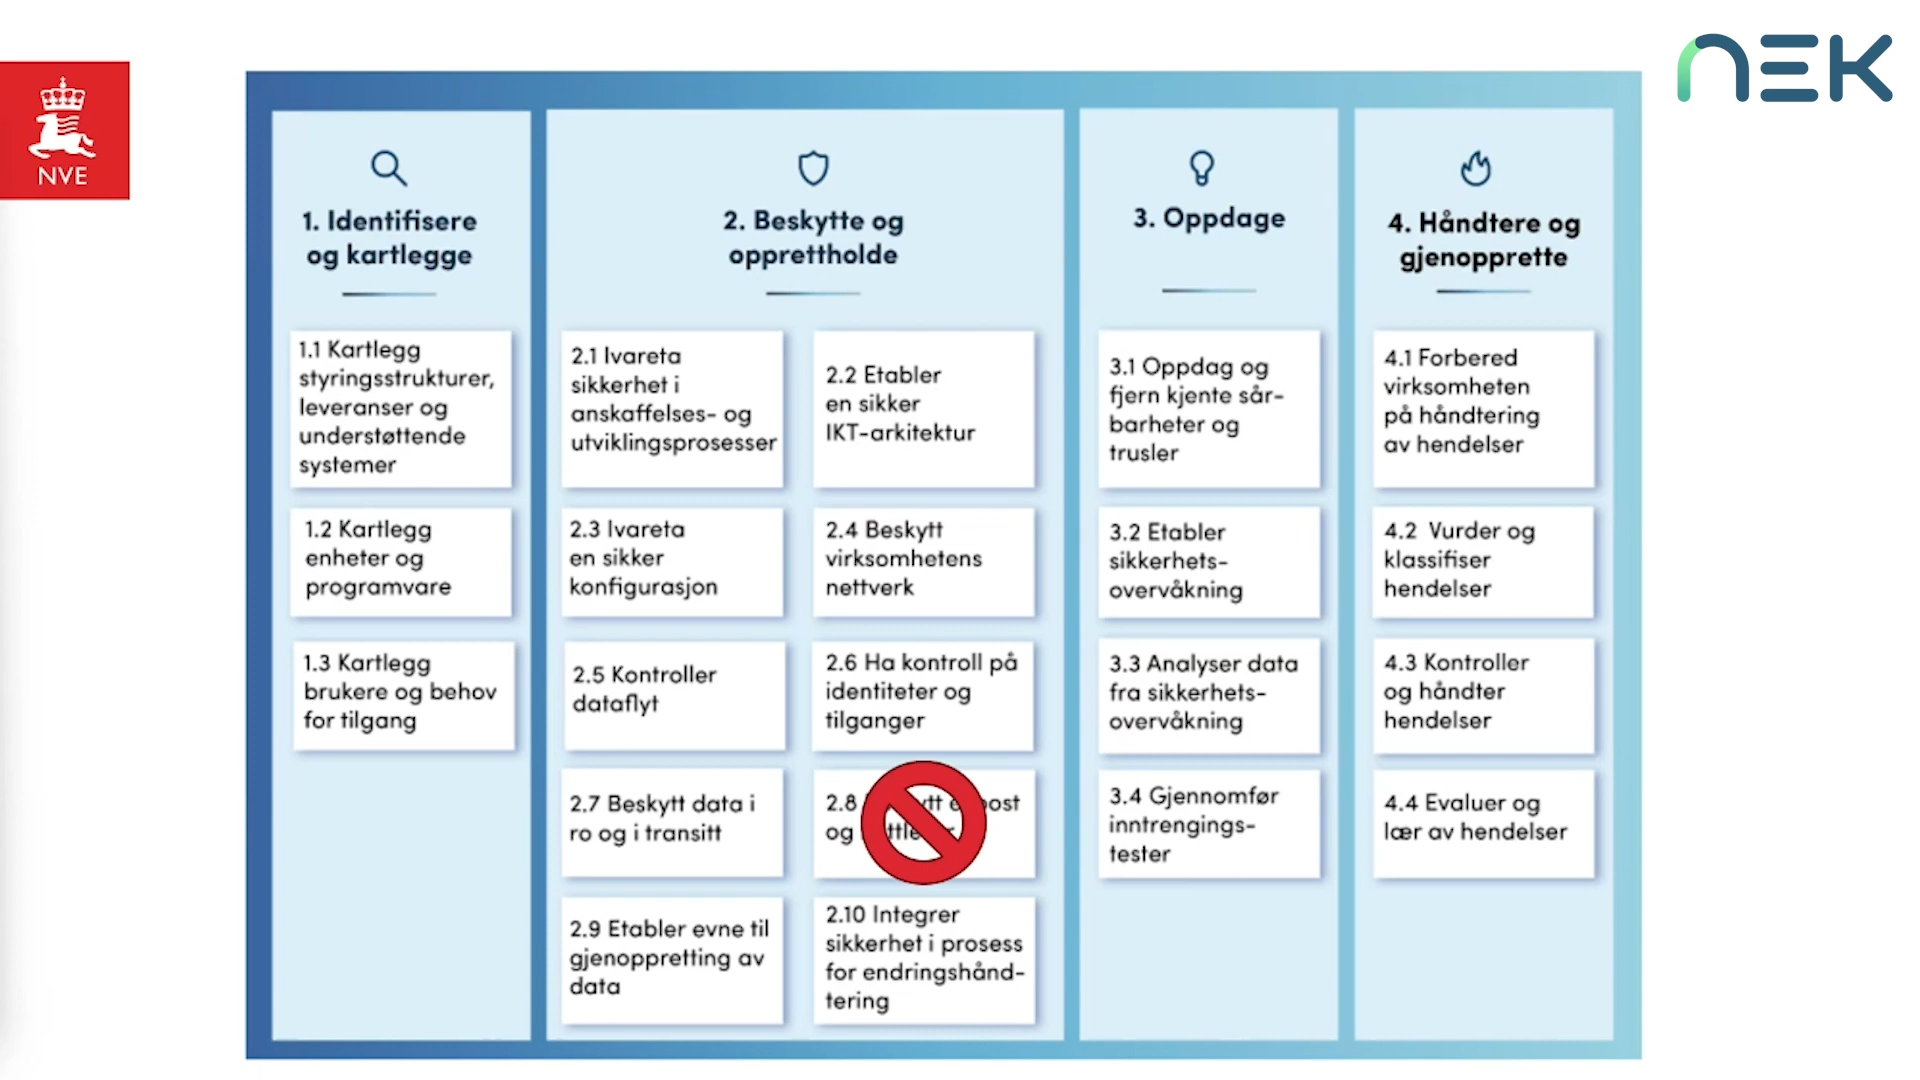 NEK
NVE
1. Identifisere
og kartlegge
1.1 Kartlegg
styringsstrukturer,
leveranser og
understøttende
systemer
1.2 Kartlegg
enheter og
programvare
1.3 Kartlegg
brukere og behov
for tilgang
2. Beskytte og
opprettholde
2.1 Ivareta
sikkerhet i
anskaffelses- og
utviklingsprosesser
2.2 Etabler
en sikker
IKT-arkitektur
2.3 Ivareta
en sikker
konfigurasjon
2.4 Beskytt
virksomhetens
nettverk
2.5 Kontroller
dataflyt
2.6 Ha kontroll på
identiteter og
tilganger
2.7 Beskytt data i
ro og i transitt
2.8
og
2.9 Etabler evne til
gjenoppretting av
data
2.10 Integrer
sikkerhet i prosess
for endringshånd-
tering
3. Oppdage
3.1 Oppdag og
fjern kjente sår-
barheter og
trusler
3.2 Etabler
sikkerhets-
overvåkning
3.3 Analyser data
fra sikkerhets-
overvåkning
3.4 Gjennomfør
inntrengings-
tester
4. Håndtere og
gjenopprette
4.1 Forbered
virksomheten
på håndtering
av hendelser
4.2 Vurder og
klassifiser
hendelser
4.3 Kontroller
og håndter
hendelser
4.4 Evaluer og
lær av hendelser